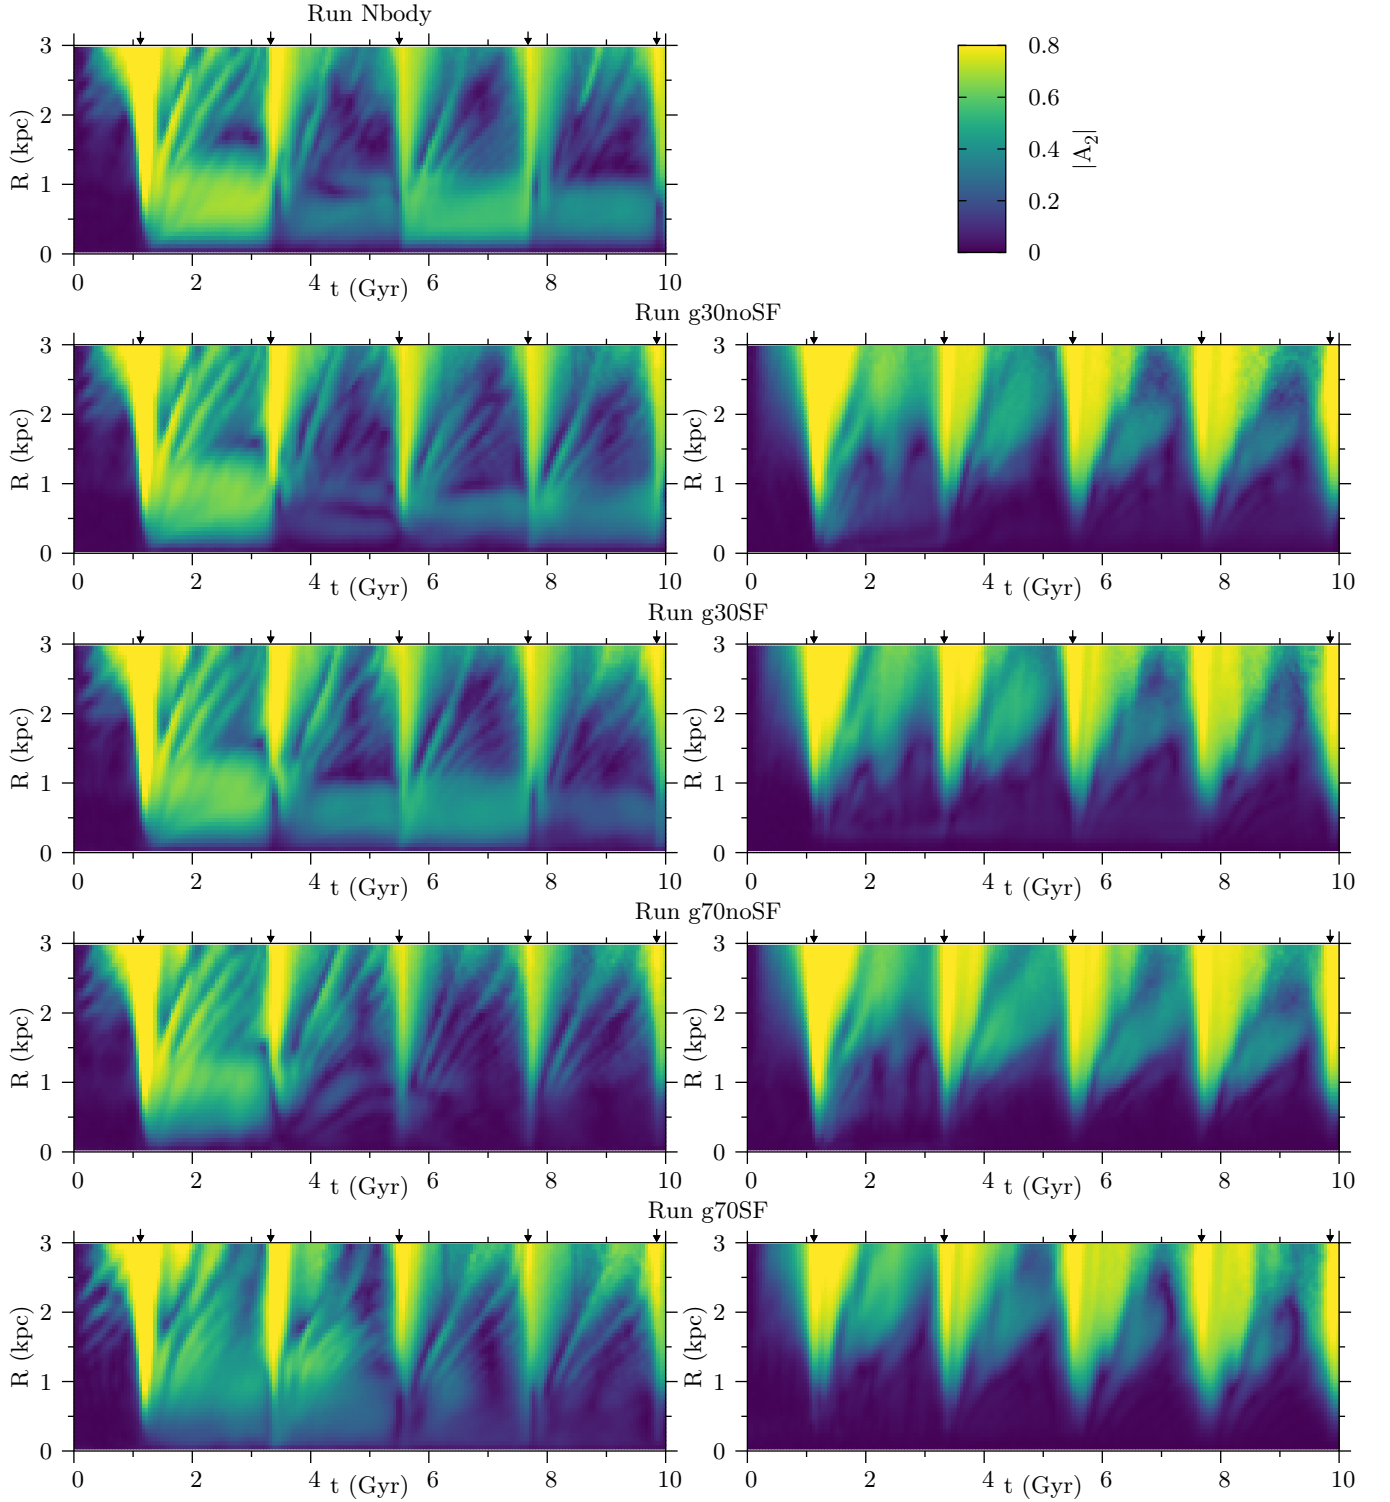 Run Nbody
3
2
1
0
R (kpc)
0 2 4 6 8 10
t (Gyr)
0.8
0.6
0.4
0.2
0
|A2|
Run g30noSF
3
2
1
0
R (kpc)
0 2 4 6 8 10
t (Gyr)
3
2
1
0
R (kpc)
0 2 4 6 8 10
t (Gyr)
Run g30SF
3
2
1
0
R (kpc)
0 2 4 6 8 10
t (Gyr)
3
2
1
0
R (kpc)
0 2 4 6 8 10
t (Gyr)
Run g70noSF
3
2
1
0
R (kpc)
0 2 4 6 8 10
t (Gyr)
3
2
1
0
R (kpc)
0 2 4 6 8 10
t (Gyr)
Run g70SF
3
2
1
0
R (kpc)
0 2 4 6 8 10
t (Gyr)
3
2
1
0
R (kpc)
0 2 4 6 8 10
t (Gyr)